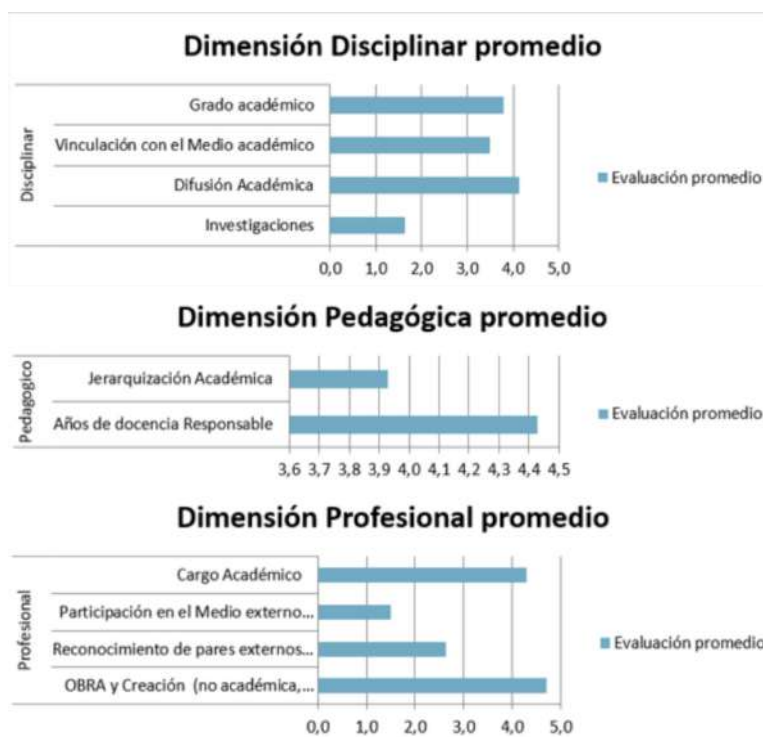 Dimensión Disciplinar promedio
Disciplinar
Grado académico
Vinculación con el Medio académico
Difusión Académica
Investigaciones
Evaluación promedio
0,0 1,0 2,0 3,0 4,0 5,0
Dimensión Pedagógica promedio
Pedagogico
Jerarquización Académica
Años de docencia Responsable
Evaluación promedio
3,6 3,7 3,8 3,9 4,0 4,1 4,2 4,3 4,4 4,5
Dimensión Profesional promedio
Profesional
Cargo Académico
Participación en el Medio externo...
Reconocimiento de pares externos...
OBRA y Creación (no académica,...
Evaluación promedio
0,0 1,0 2,0 3,0 4,0 5,0